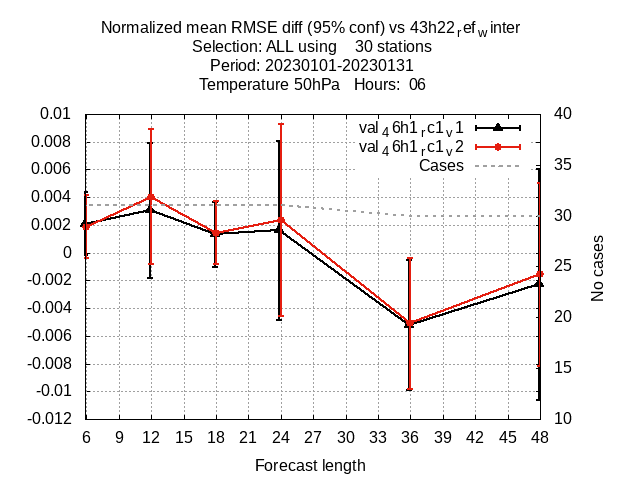 Normalized mean RMSE diff (95% conf) vs 43h22ᵣef_winter
Selection: ALL using 30 stations
Period: 20230101-20230131
Temperature 50hPa Hours: 06
0.01 40
val₄6h1ᵣc1ᵥ1
0.008
val₄6h1ᵣc1ᵥ2
Cases
0.006 35
0.004
0.002 30
0
-0.002 25
No cases
-0.004
-0.006 20
-0.008 15
-0.01
-0.012 10
6 9 12 15 18 21 24 27 30 33 36 39 42 45 48
Forecast length